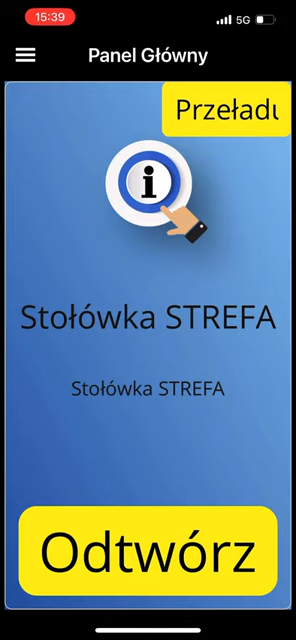 15:39
5G
Panel Główny
Przeładu
i
Stołówka STREFA
Stołówka STREFA
Odtwórz